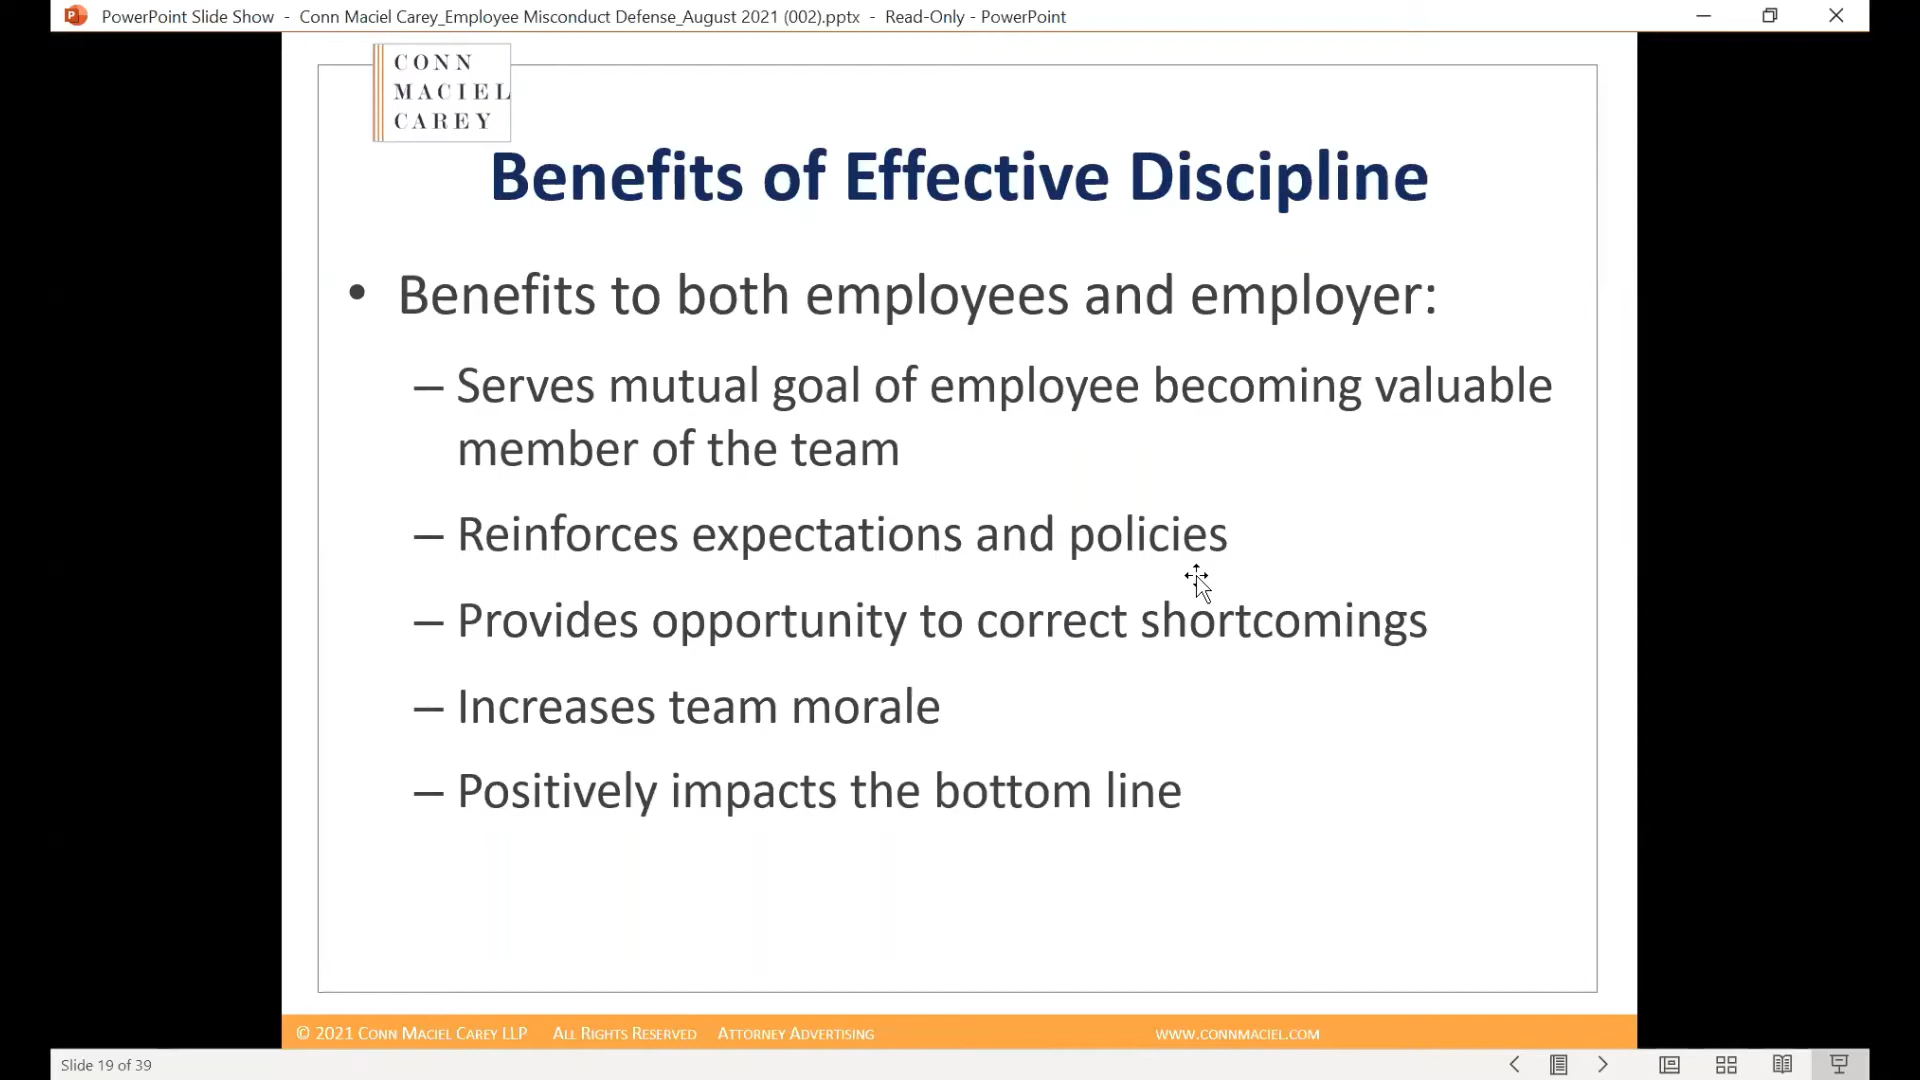 PowerPoint Slide Show - Conn Maciel Carey_Employee Misconduct Defense_August 2021 (002).pptx - Read-Only - PowerPoint
CONN
MACIEL
CAREY
Benefits of Effective Discipline
• Benefits to both employees and employer:
– Serves mutual goal of employee becoming valuable
member of the team
– Reinforces expectations and policies
– Provides opportunity to correct shortcomings
– Increases team morale
– Positively impacts the bottom line
© 2021 CONN MACIEL CAREY LLP ALL RIGHTS RESERVED ATTORNEY ADVERTISING WWW.CONNMACIEL.COM
Slide 19 of 39